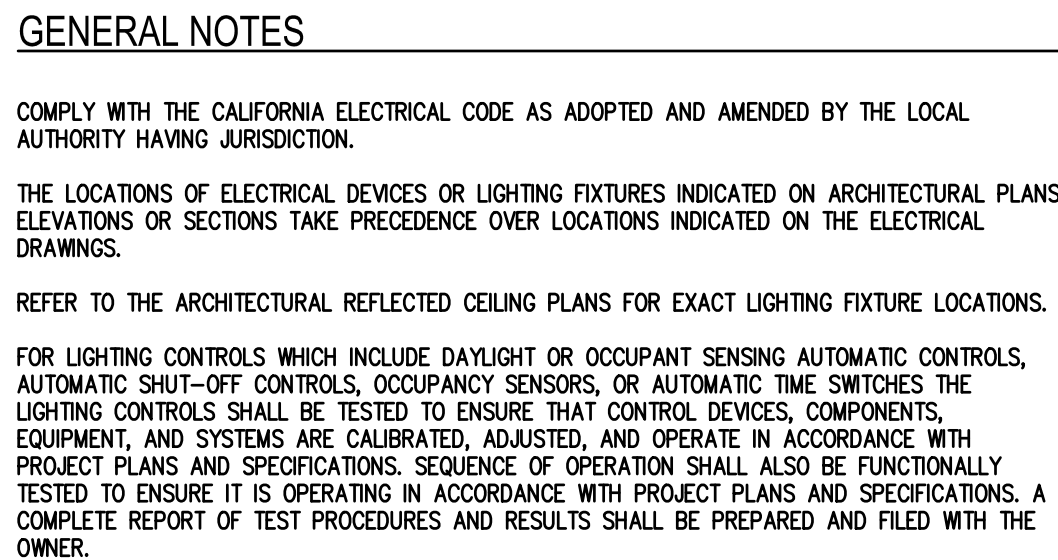 GENERAL NOTES
COMPLY WITH THE CALIFORNIA ELECTRICAL CODE AS ADOPTED AND AMENDED BY THE LOCAL
AUTHORITY HAVING JURISDICTION.
THE LOCATIONS OF ELECTRICAL DEVICES OR LIGHTING FIXTURES INDICATED ON ARCHITECTURAL PLANS
ELEVATIONS OR SECTIONS TAKE PRECEDENCE OVER LOCATIONS INDICATED ON THE ELECTRICAL
DRAWINGS.
REFER TO THE ARCHITECTURAL REFLECTED CEILING PLANS FOR EXACT LIGHTING FIXTURE LOCATIONS.
FOR LIGHTING CONTROLS WHICH INCLUDE DAYLIGHT OR OCCUPANT SENSING AUTOMATIC CONTROLS,
AUTOMATIC SHUT-OFF CONTROLS, OCCUPANCY SENSORS, OR AUTOMATIC TIME SWITCHES THE
LIGHTING CONTROLS SHALL BE TESTED TO ENSURE THAT CONTROL DEVICES, COMPONENTS,
EQUIPMENT, AND SYSTEMS ARE CALIBRATED, ADJUSTED, AND OPERATE IN ACCORDANCE WITH
PROJECT PLANS AND SPECIFICATIONS. SEQUENCE OF OPERATION SHALL ALSO BE FUNCTIONALLY
TESTED TO ENSURE IT IS OPERATING IN ACCORDANCE WITH PROJECT PLANS AND SPECIFICATIONS. A
COMPLETE REPORT OF TEST PROCEDURES AND RESULTS SHALL BE PREPARED AND FILED WITH THE
OWNER.